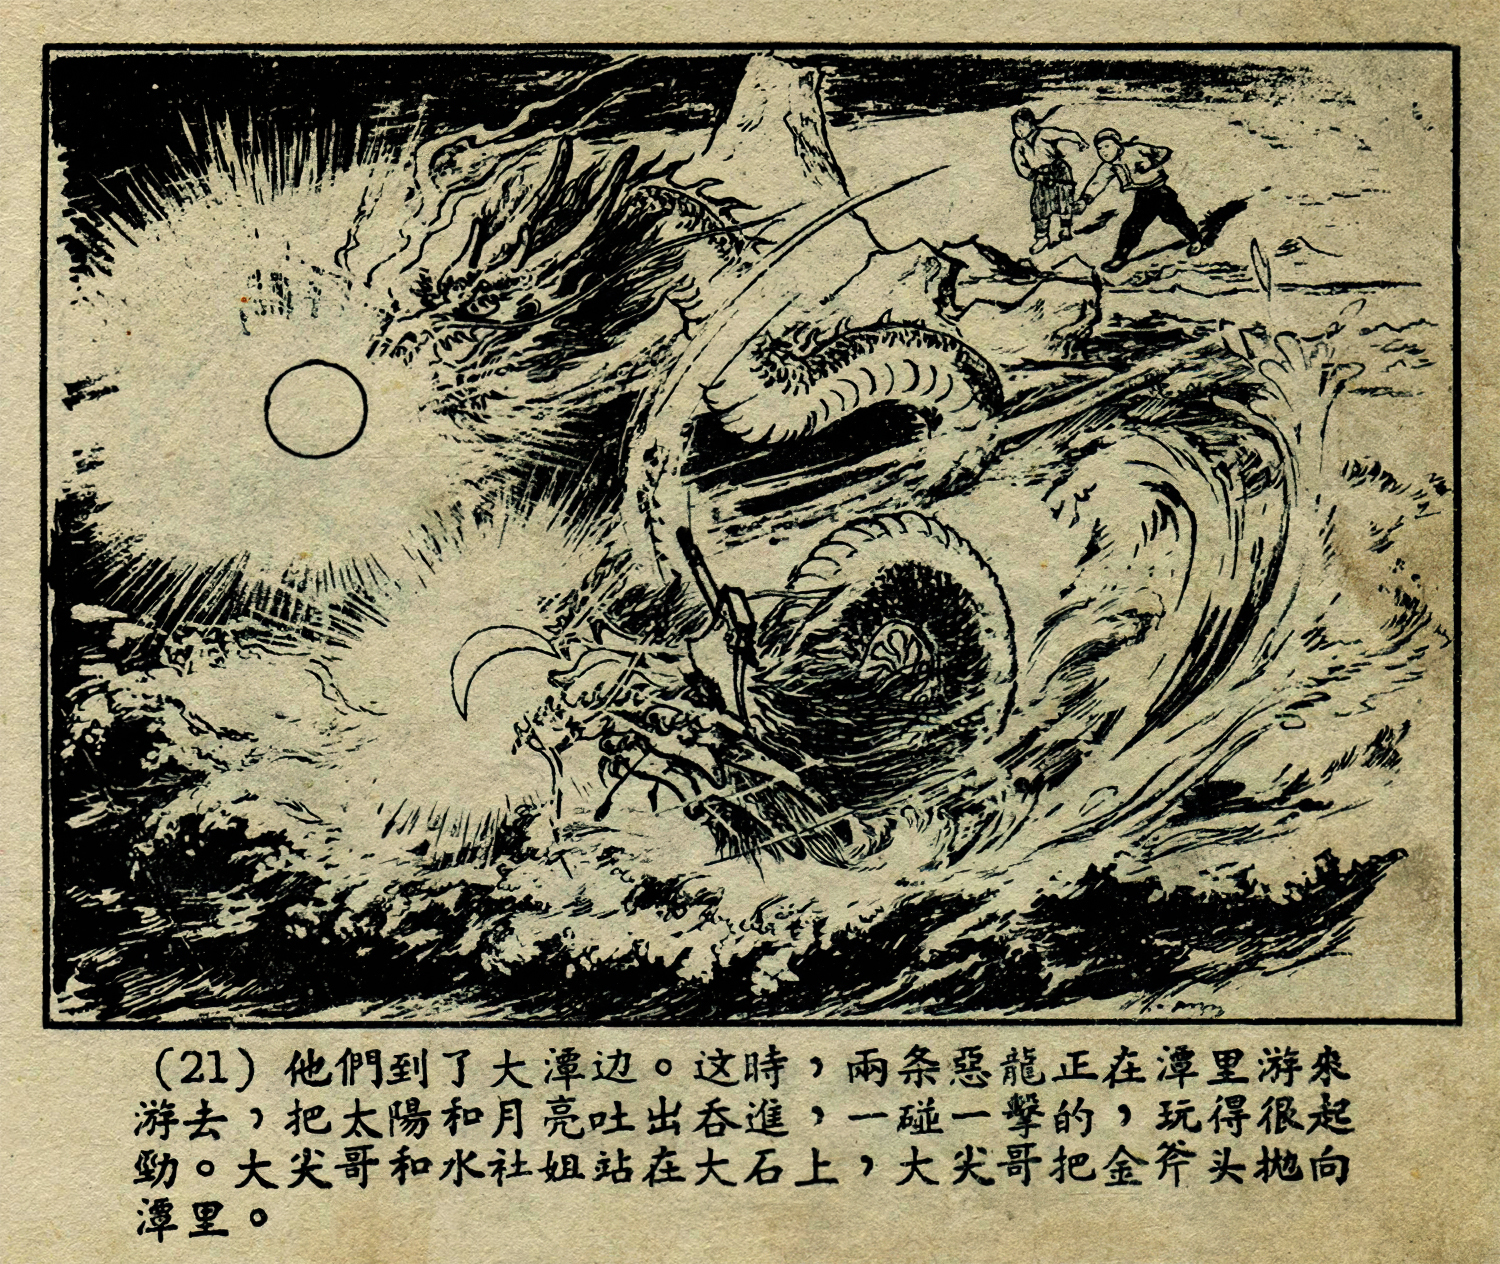 (21) 他們到了大潭边。这時，兩条惡龍正在潭里游來
游去，把太陽和月亮吐出吞進，一碰一擊的，玩得很起
勁。大尖哥和水社姐站在大石上，大尖哥把金斧头抛向
潭里。